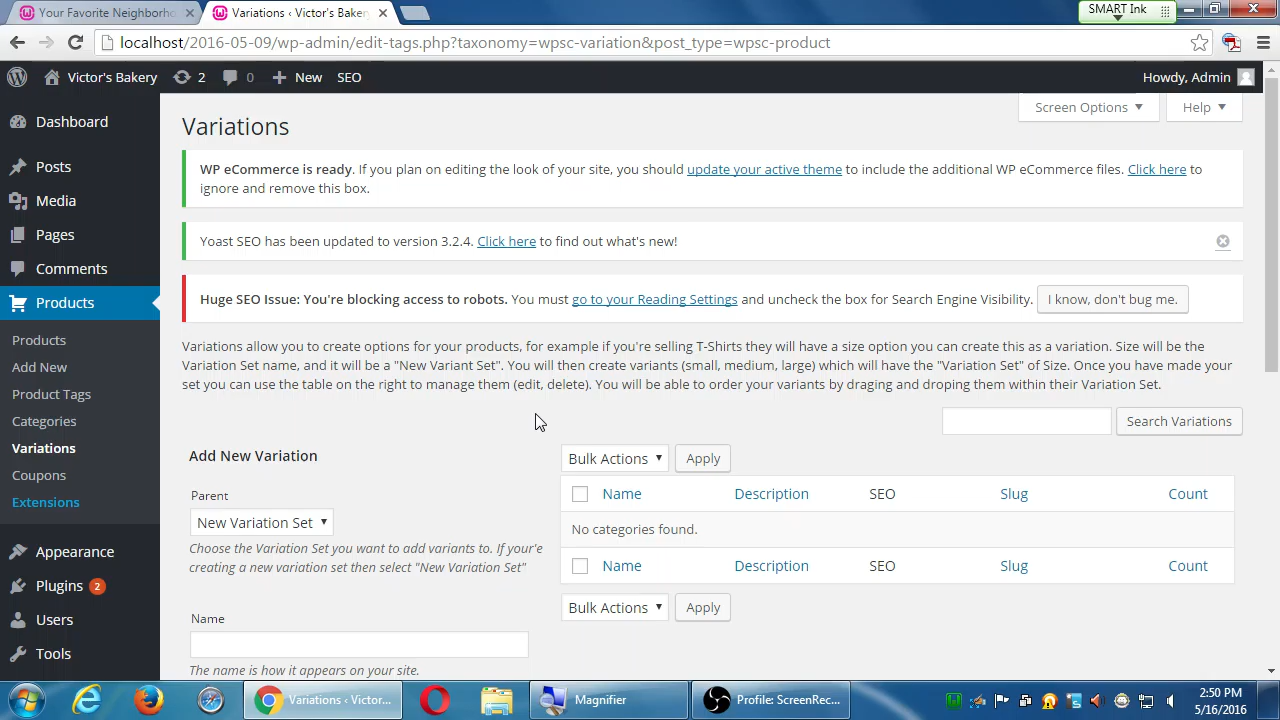 Your Favorite Neighborho
Variations ‹ Victor's Bakery
SMART Ink
localhost/2016-05-09/wp-admin/edit-tags.php?taxonomy=wpsc-variation&post_type=wpsc-product
Victor's Bakery
2
0
New
SEO
Howdy, Admin
Dashboard
Posts
Media
Pages
Comments
Products
Products
Add New
Product Tags
Categories
Variations
Coupons
Extensions
Appearance
Plugins 2
Users
Tools
Screen Options
Help
Variations
WP eCommerce is ready. If you plan on editing the look of your site, you should update your active theme to include the additional WP eCommerce files. Click here to
ignore and remove this box.
Yoast SEO has been updated to version 3.2.4. Click here to find out what's new!
Huge SEO Issue: You're blocking access to robots. You must go to your Reading Settings and uncheck the box for Search Engine Visibility. I know, don't bug me.
Variations allow you to create options for your products, for example if you're selling T-Shirts they will have a size option you can create this as a variation. Size will be the
Variation Set name, and it will be a "New Variant Set". You will then create variants (small, medium, large) which will have the "Variation Set" of Size. Once you have made your
set you can use the table on the right to manage them (edit, delete). You will be able to order your variants by draging and droping them within their Variation Set.
Search Variations
Add New Variation
Parent
New Variation Set
Choose the Variation Set you want to add variants to. If your'e
creating a new variation set then select "New Variation Set"
Name
The name is how it appears on your site.
Bulk Actions
Apply
Name Description SEO Slug Count
No categories found.
Name Description SEO Slug Count
Bulk Actions
Apply
Variations ‹ Victor...
Magnifier
Profile: ScreenRec...
2:50 PM
5/16/2016